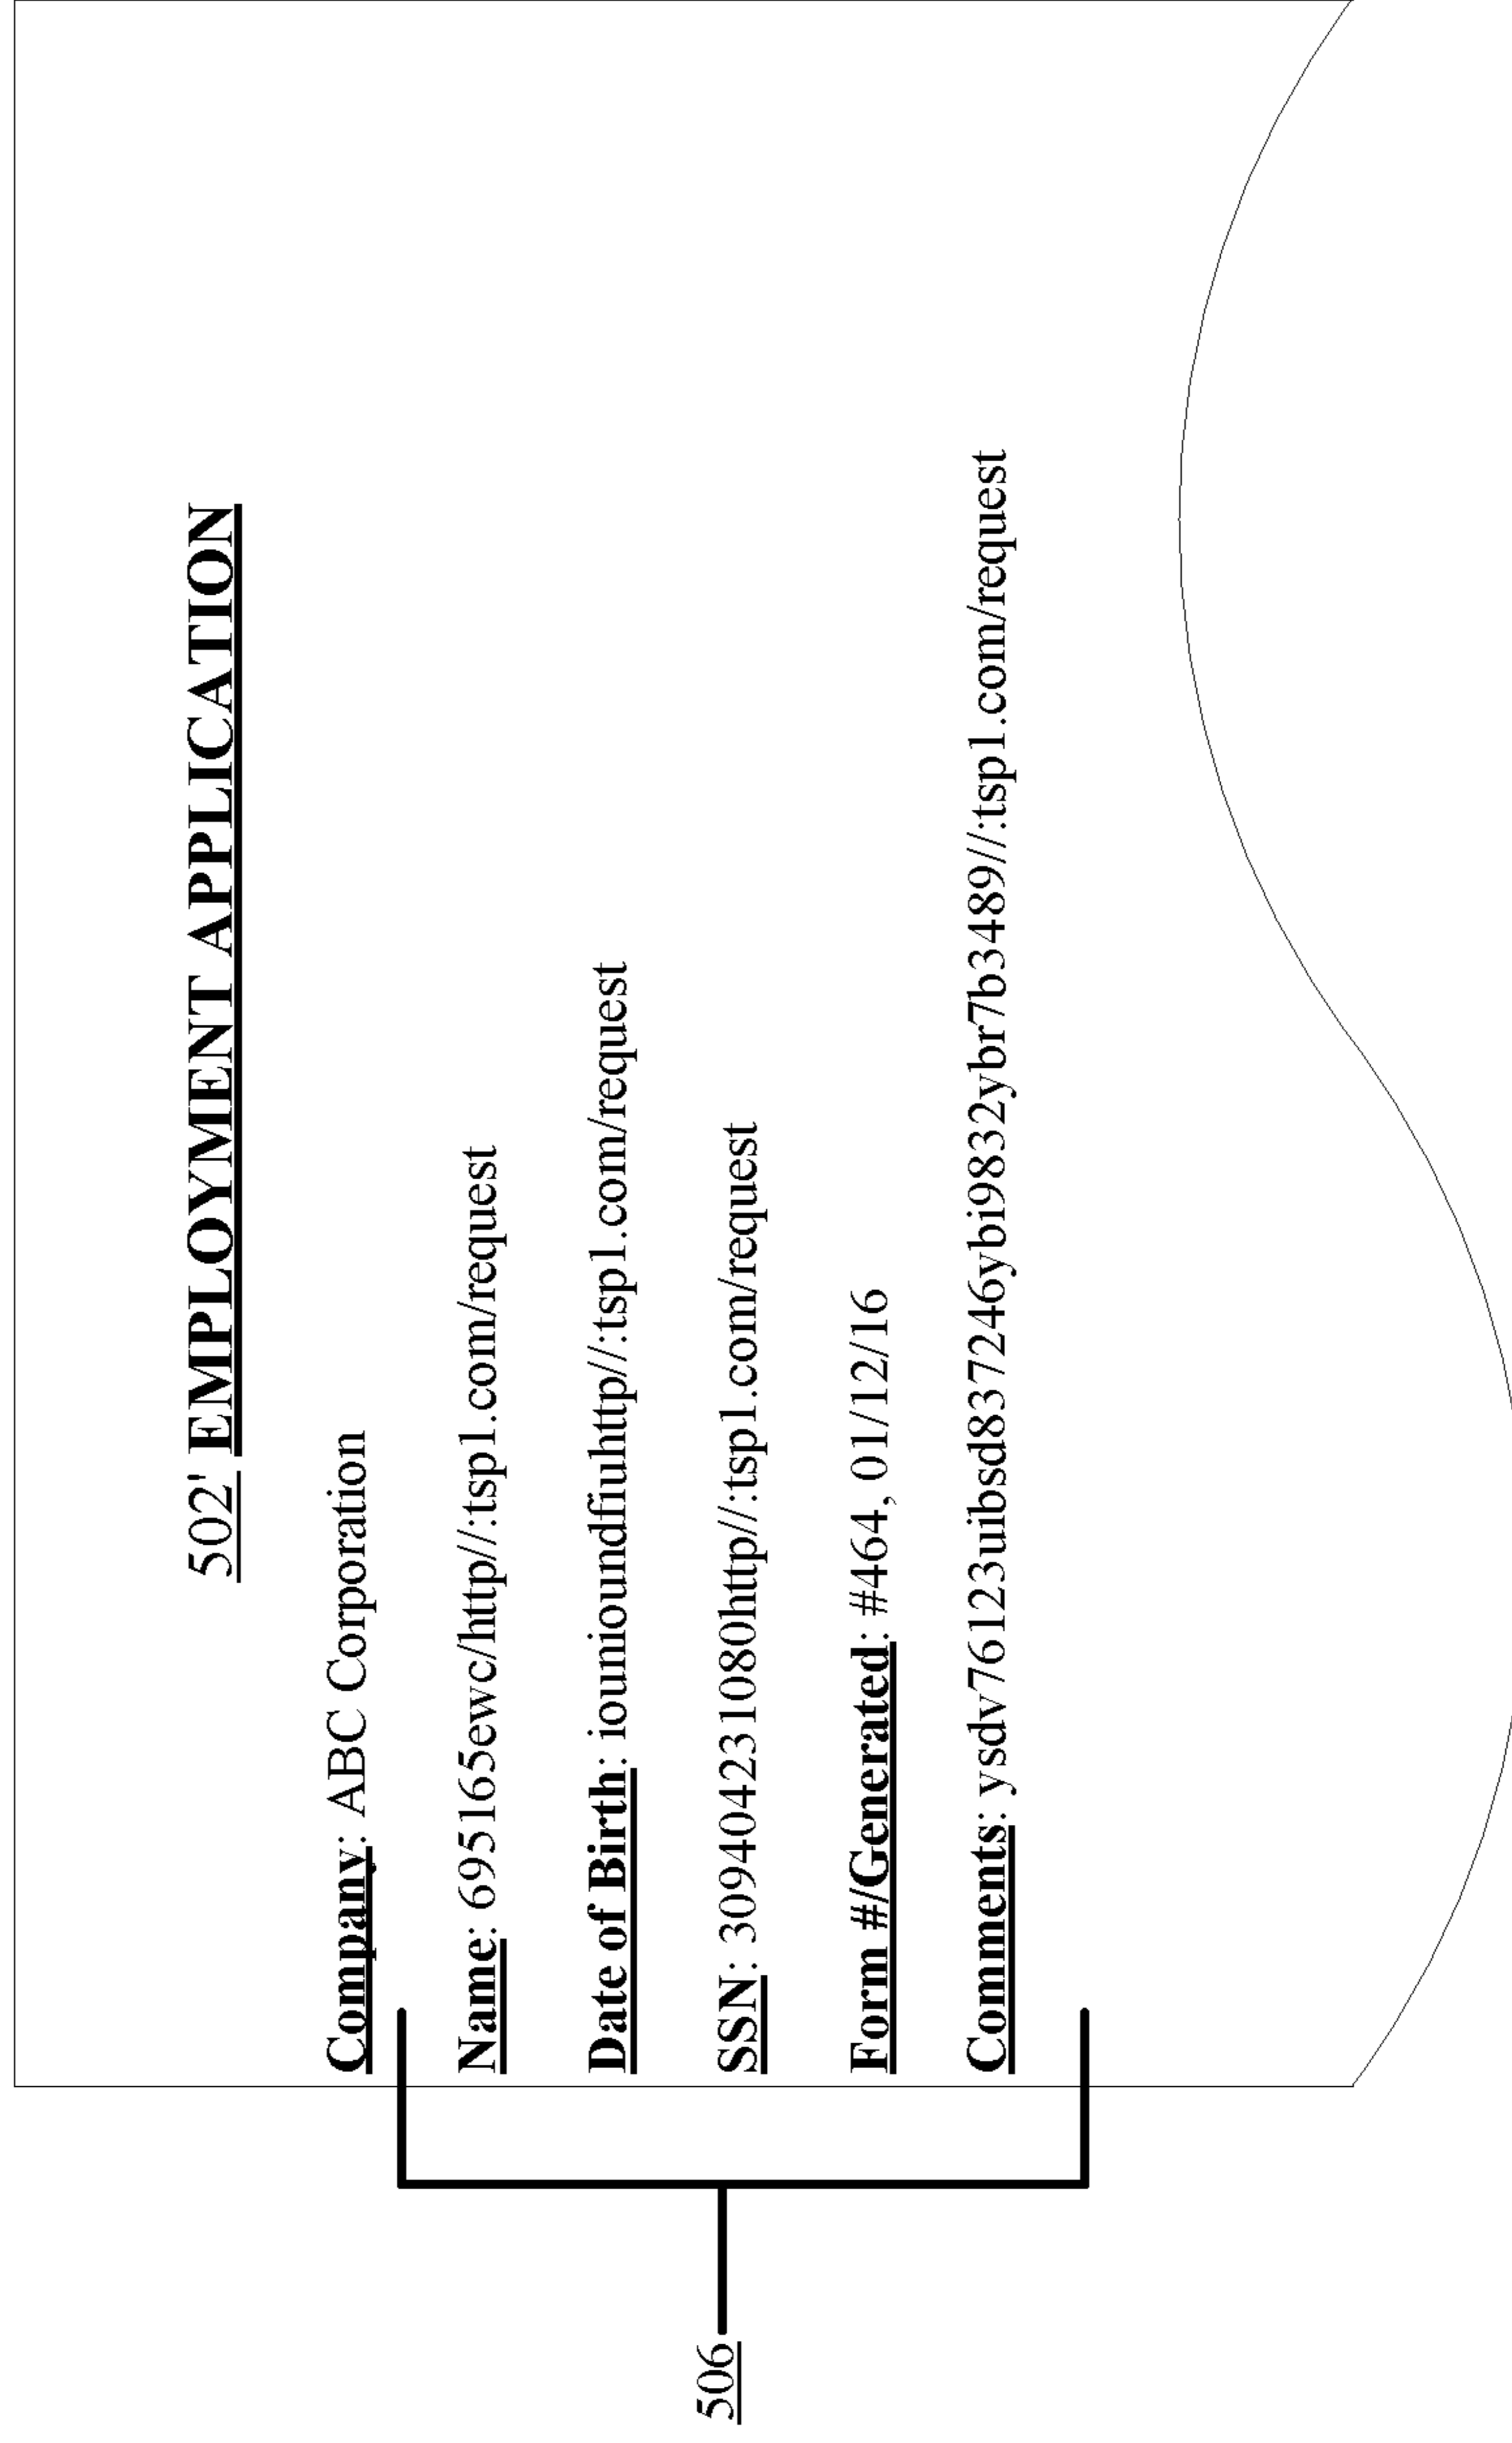 502' EMPLOYMENT APPLICATION
Company: ABC Corporation
Name: 695165ewc/http//:tsp1.com/request
Date of Birth: iounioundfiuhttp//:tsp1.com/request
SSN: 309404231080http//:tsp1.com/request
Form #/Generated: #464, 01/12/16
Comments: ysdv76123uibsd837246ybi9832ybr7b3489//:tsp1.com/request
506